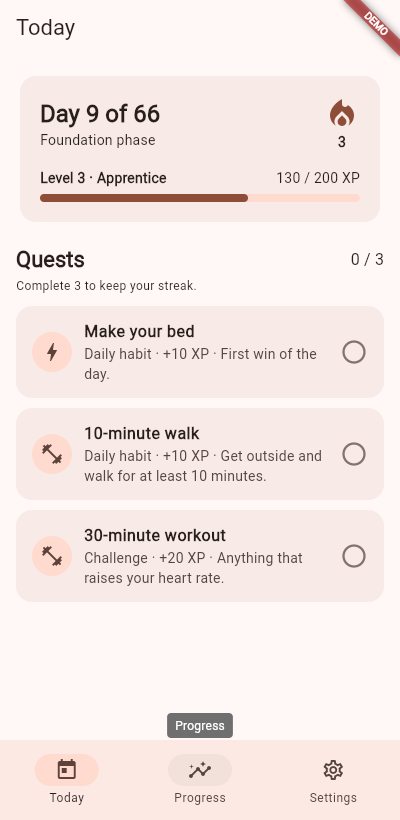 Today
DEMO
Day 9 of 66
Foundation phase
3
Level 3 · Apprentice
130 / 200 XP
Quests
0 / 3
Complete 3 to keep your streak.
Make your bed
Daily habit · +10 XP · First win of the
day.
10-minute walk
Daily habit · +10 XP · Get outside and
walk for at least 10 minutes.
30-minute workout
Challenge · +20 XP · Anything that
raises your heart rate.
Progress
Today
Progress
Settings